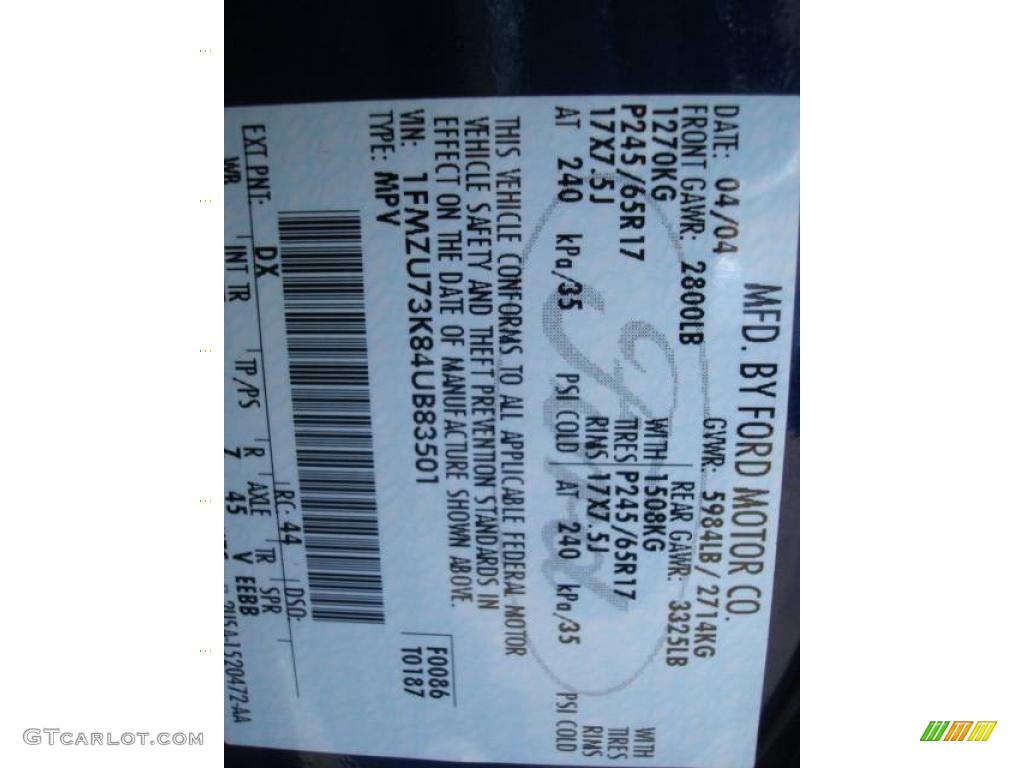 MFD. BY FORD MOTOR CO.
DATE: 04/04 GVWR: 5984LB/2714KG
FRONT GAWR: 2800LB REAR GAWR: 3325LB
1270KG WITH 1508KG WITH
P245/65R17 TIRES P245/65R17 TIRES
17X7.5J RIMS 17X7.5J RIMS
AT 240 kPa/35 PSI COLD AT 240 kPa/35 PSI COLD
THIS VEHICLE CONFORMS TO ALL APPLICABLE FEDERAL MOTOR
VEHICLE SAFETY AND THEFT PREVENTION STANDARDS IN
EFFECT ON THE DATE OF MANUFACTURE SHOWN ABOVE.
VIN: 1FMZU73K84UB83501
TYPE: MPV
F0086
T0187
EXT PNT: DX RC: 44 DSO:
WB INT TR TP/PS R AXLE TR SPR
7 45 V EEBB
GTCarLot.com